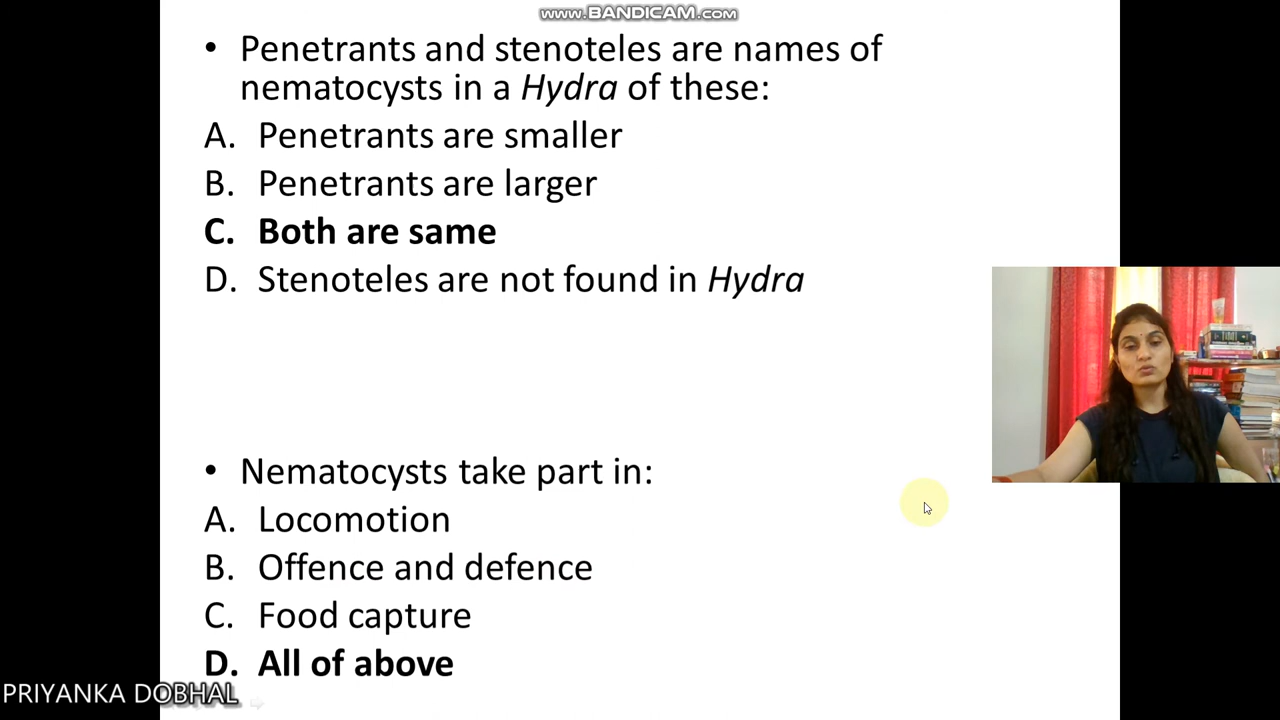 www.BANDICAM.com
• Penetrants and stenoteles are names of
nematocysts in a Hydra of these:
A. Penetrants are smaller
B. Penetrants are larger
C. Both are same
D. Stenoteles are not found in Hydra
• Nematocysts take part in:
A. Locomotion
B. Offence and defence
C. Food capture
D. All of above
PRIYANKA DOBHAL